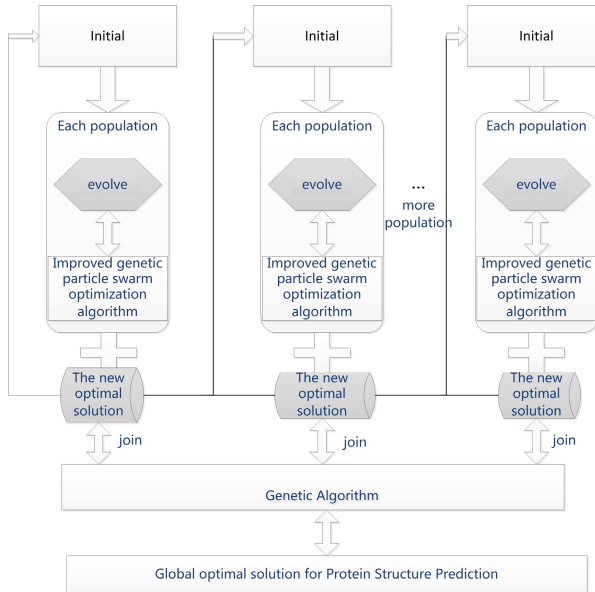 Initial
Initial
Initial
Each population
Each population
Each population
evolve
evolve
evolve
...
more
population
Improved genetic
particle swarm
optimization
algorithm
Improved genetic
particle swarm
optimization
algorithm
Improved genetic
particle swarm
optimization
algorithm
The new
optimal
solution
The new
optimal
solution
The new
optimal
solution
join
join
join
Genetic Algorithm
Global optimal solution for Protein Structure Prediction